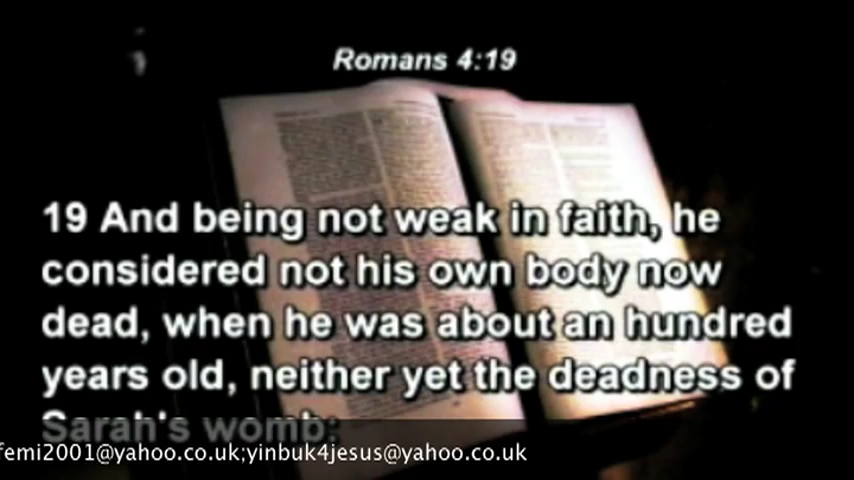 Romans 4:19
19 And being not weak in faith, he
considered not his own body now
dead, when he was about an hundred
years old, neither yet the deadness of
Sarah's womb:
femi2001@yahoo.co.uk;yinbuk4jesus@yahoo.co.uk